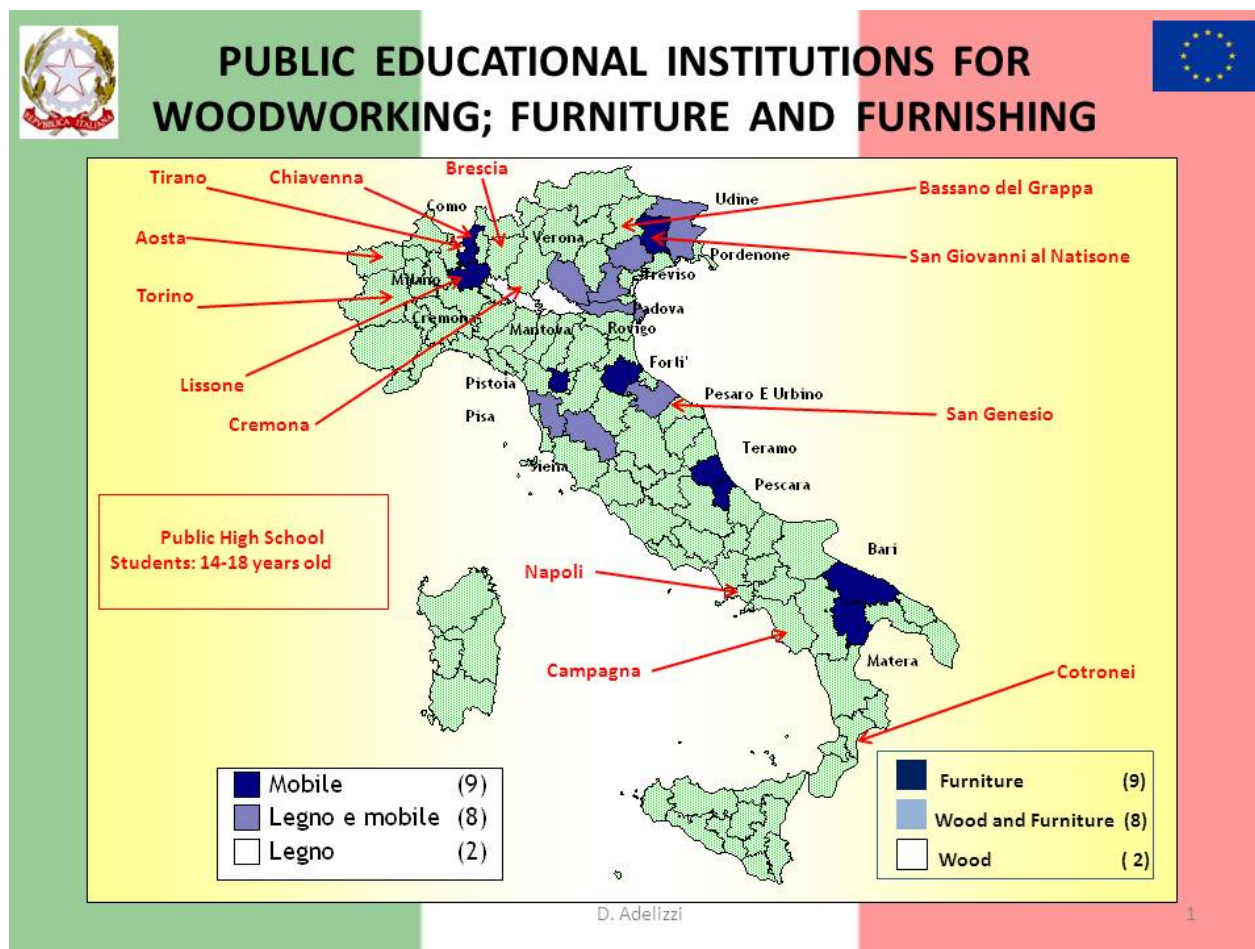 PUBLIC EDUCATIONAL INSTITUTIONS FOR
WOODWORKING; FURNITURE AND FURNISHING
REPVBBLICA ITALIANA
Tirano
Chiavenna
Brescia
Bassano del Grappa
Como
Udine
Aosta
Verona
San Giovanni al Natisone
Pordenone
Milano
Treviso
Torino
Padova
Cremona
Mantova
Rovigo
Forli'
Lissone
Pistoia
Pesaro E Urbino
Cremona
Pisa
San Genesio
Teramo
Siena
Pescara
Public High School
Students: 14-18 years old
Bari
Napoli
Campagna
Matera
Cotronei
Mobile (9)
Legno e mobile (8)
Legno (2)
Furniture (9)
Wood and Furniture (8)
Wood ( 2)
D. Adelizzi
1